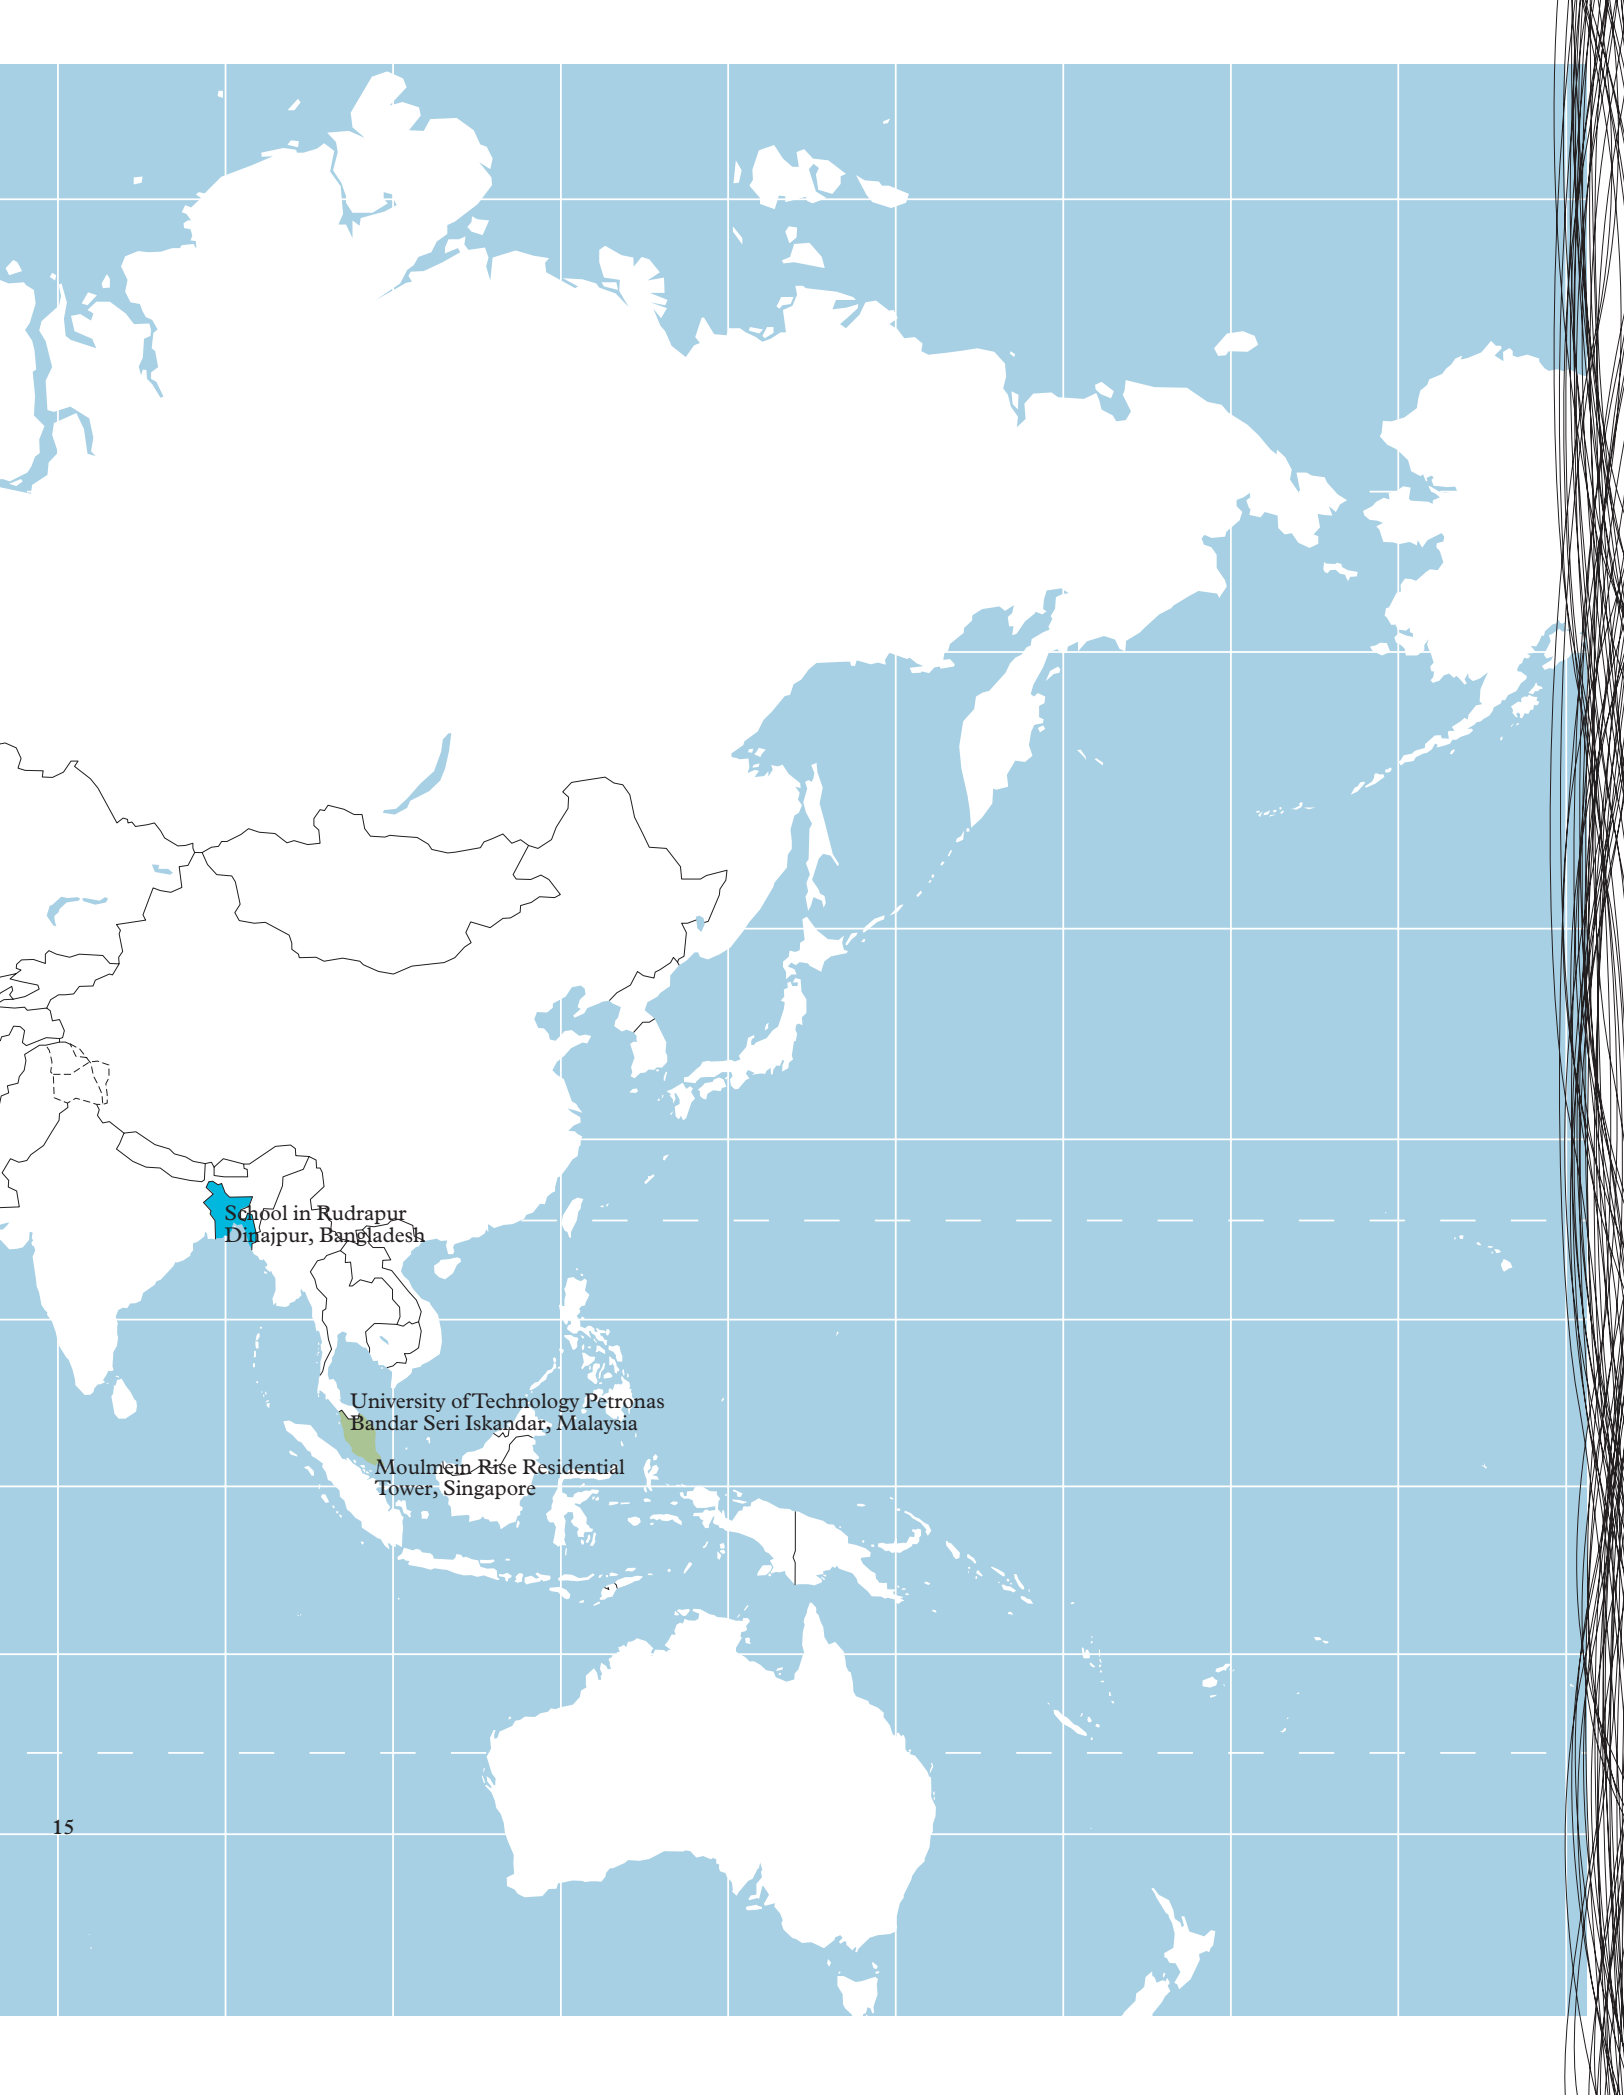 School in Rudrapur
Dinajpur, Bangladesh
University of Technology Petronas
Bandar Seri Iskandar, Malaysia
Moulmein Rise Residential
Tower, Singapore
15